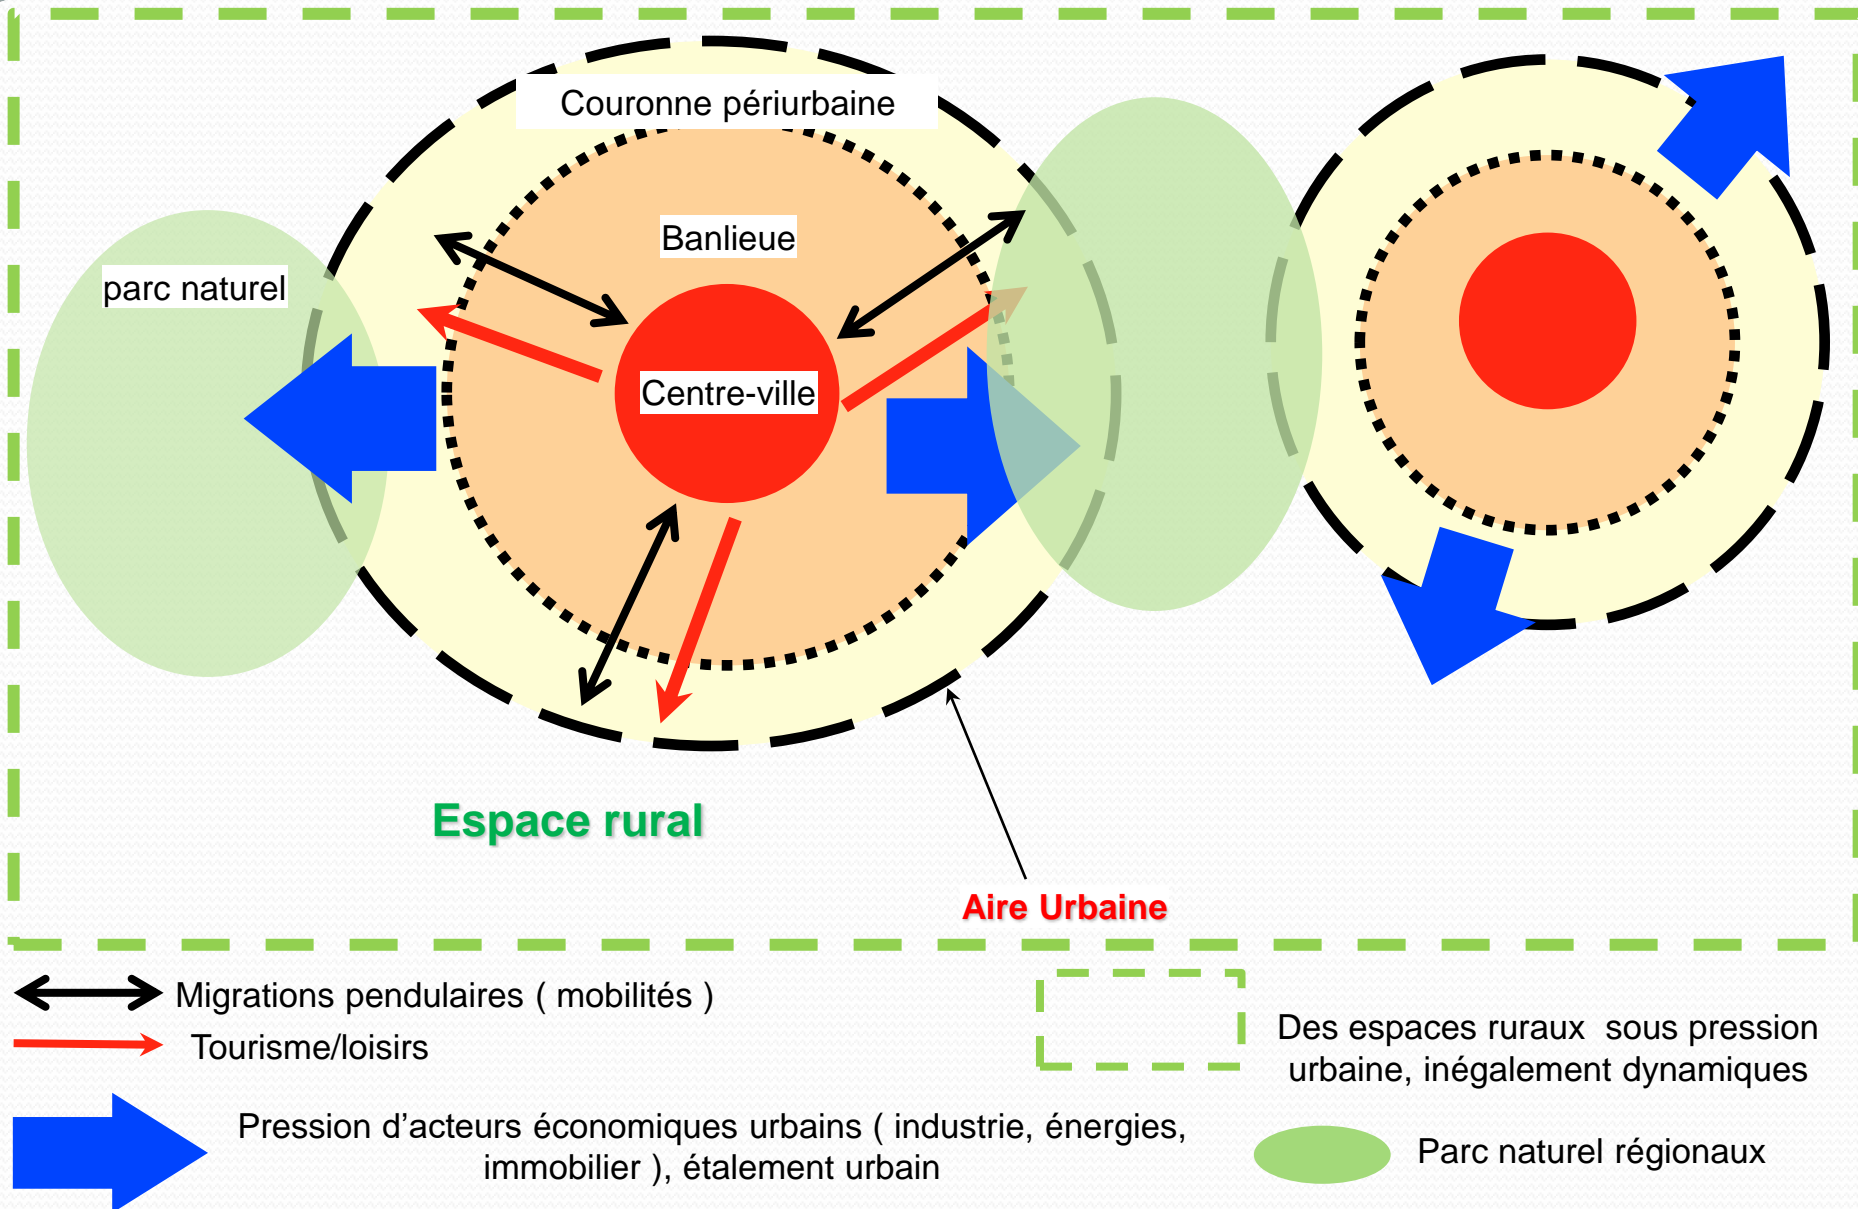 Couronne périurbaine
Banlieue
parc naturel
Centre-ville
Espace rural
Aire Urbaine
Migrations pendulaires ( mobilités )
Tourisme/loisirs
Pression d’acteurs économiques urbains ( industrie, énergies,
immobilier ), étalement urbain
Des espaces ruraux  sous pression
urbaine, inégalement dynamiques
Parc naturel régionaux